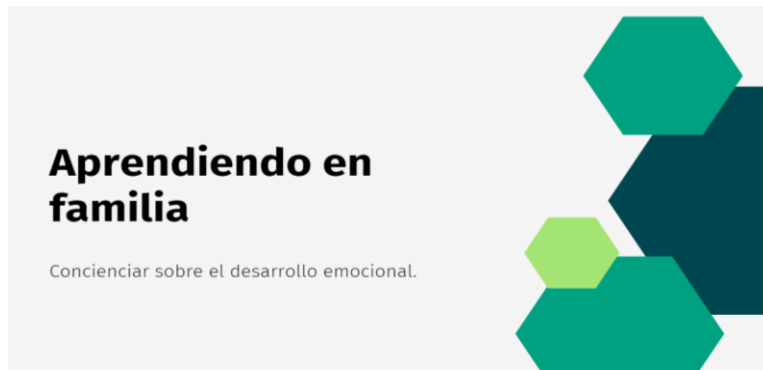 Aprendiendo en
familia
Concienciar sobre el desarrollo emocional.